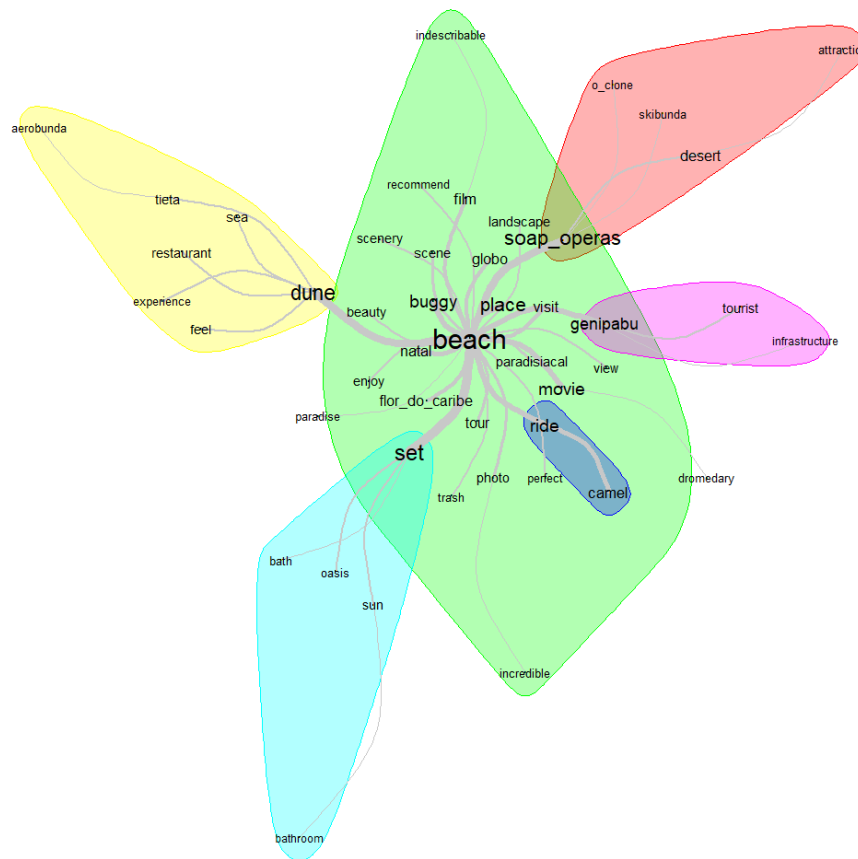 indescribable
attractio
o_clone
skibunda
aerobunda
desert
recommend
film
tieta
sea
landscape
soap_operas
scenery
scene
globo
restaurant
dune
experience
buggy
place
visit
beauty
tourist
genipabu
feel
beach
infrastructure
natal
paradisiacal
view
enjoy
movie
flor_do_caribe
paradise
tour
ride
set
photo
perfect
dromedary
trash
camel
bath
oasis
sun
incredible
bathroom